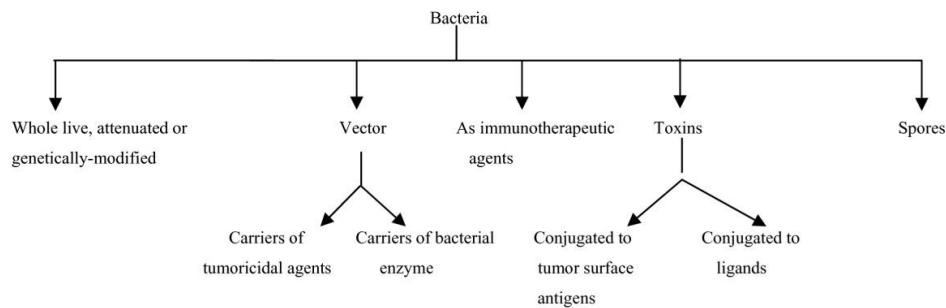 Bacteria
Whole live, attenuated or
genetically-modified
Vector
As immunotherapeutic
agents
Toxins
Spores
Carriers of
tumoricidal agents
Carriers of bacterial
enzyme
Conjugated to
tumor surface
antigens
Conjugated to
ligands